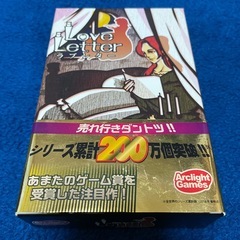 Love
Letter
ラブレター
売れ行きダントツ!!
シリーズ累計200万個突破!!
あまたのゲーム賞を
受賞した注目作!
Arclight
Games